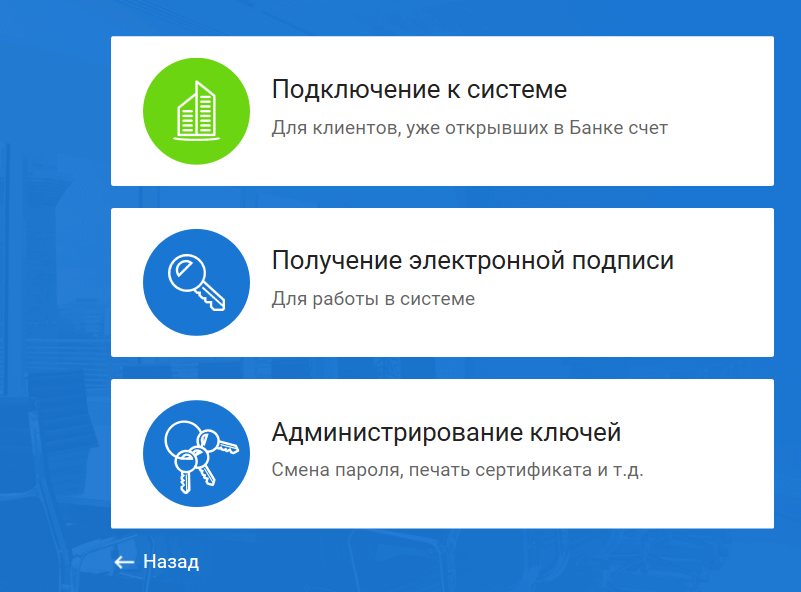 Подключение к системе
Для клиентов, уже открывших в Банке счет
Получение электронной подписи
Для работы в системе
Администрирование ключей
Смена пароля, печать сертификата и т.д.
Назад